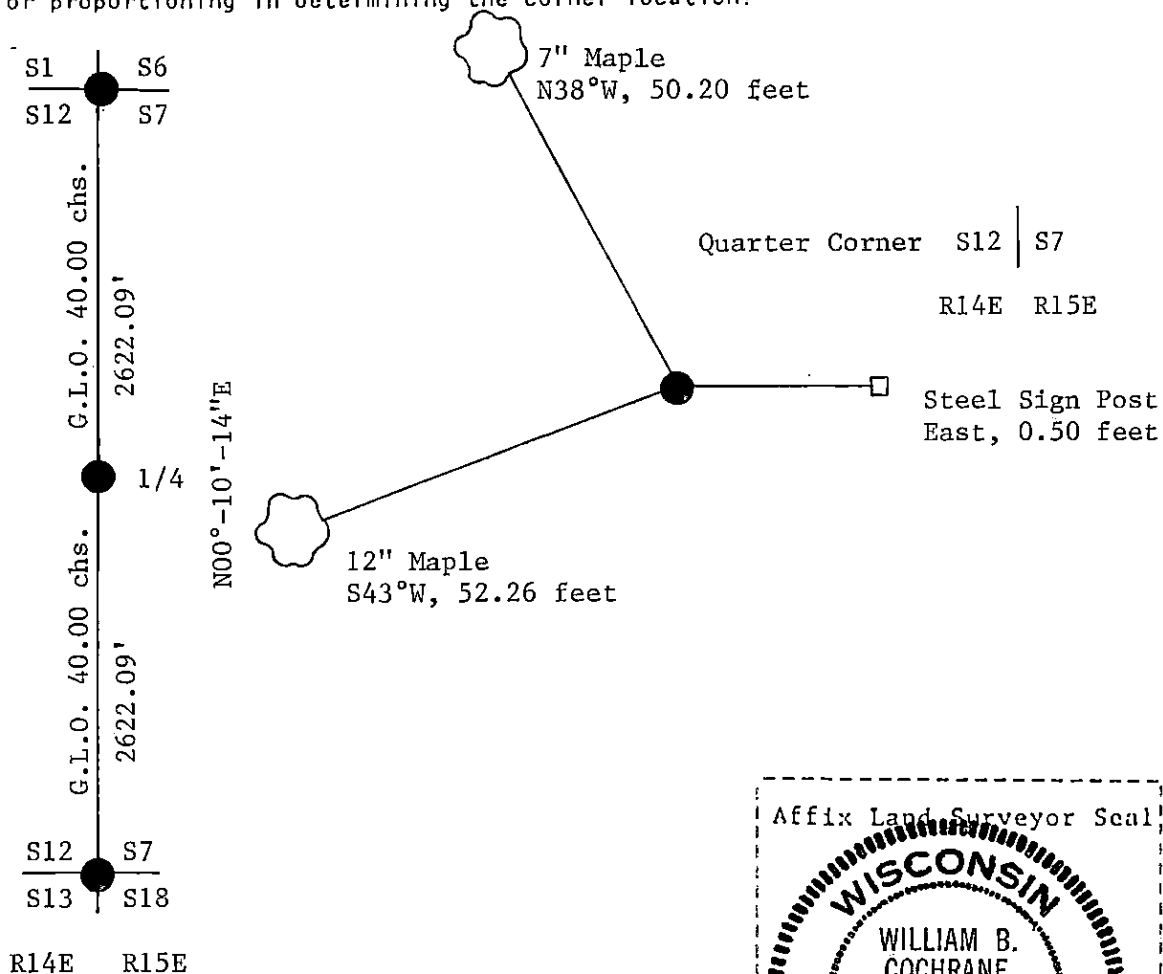 or proportioning in determining the corner location.
S1 S6
S12 S7
7" Maple
N38°W, 50.20 feet
G.L.O. 40.00 chs.
2622.09'
Quarter Corner S12 S7
R14E R15E
Steel Sign Post
East, 0.50 feet
1/4
N00°-10'-14"E
12" Maple
S43°W, 52.26 feet
G.L.O. 40.00 chs.
2622.09'
S12 S7
S13 S18
R14E R15E
Affix Land Surveyor Seal
WISCONSIN
WILLIAM B.
COCHRANE